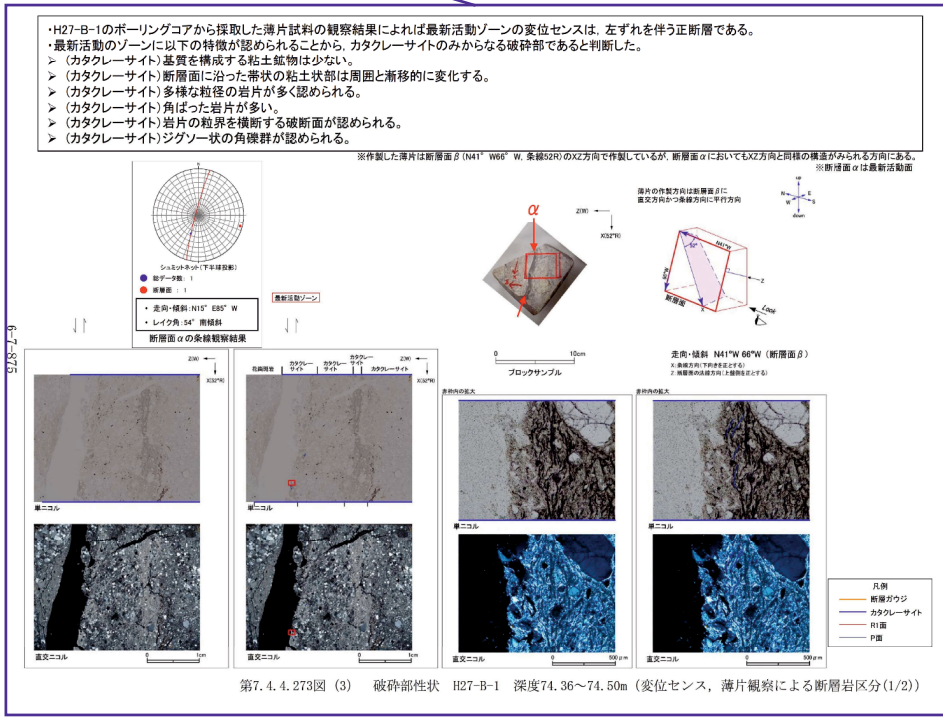 ・H27-B-1のボーリングコアから採取した薄片試料の観察結果によれば最新活動ゾーンの変位センスは、左ずれを伴う正断層である。
・最新活動のゾーンに以下の特徴が認められることから、カタクレーサイトのみからなる破砕部であると判断した。
➢ (カタクレーサイト)基質を構成する粘土鉱物は少ない。
➢ (カタクレーサイト)断層面に沿った帯状の粘土状部は周囲と漸移的に変化する。
➢ (カタクレーサイト)多様な粒径の岩片が多く認められる。
➢ (カタクレーサイト)角ばった岩片が多い。
➢ (カタクレーサイト)岩片の粒界を横断する破断面が認められる。
➢ (カタクレーサイト)ジグソー状の角礫群が認められる。
※作製した薄片は断層面β(N41°W66°W、条線52R)のXZ方向で作製しているが、断層面αにおいてもXZ方向と同様の構造がみられる方向にある。
※断層面αは最新活動面
シュミットネット(下半球投影)
総データ数: 1
断層面 : 1
・ 走向・傾斜:N15°E85°W
・ レイク角:54°南傾斜
断層面αの条線観察結果
最新活動ゾーン
α
Z(W)
X(52°R)
0 10cm
ブロックサンプル
薄片の作製方向は断層面βに
直交方向かつ条線方向に平行方向
up
N E
W S
down
N41°W
52°
断層面
X
Z
Look
走向・傾斜 N41°W 66°W (断層面β)
X:条線方向(下向きを正とする)
Z:断層面の法線方向(上盤側を正とする)
6-7-875
Z(W)
X(52°R)
単ニコル
直交ニコル
0 1cm
花崗斑岩
カタクレーサイト
カタクレーサイト
カタクレーサイト
カタクレーサイト
Z(W)
X(52°R)
単ニコル
直交ニコル
0 1cm
赤枠内の拡大
単ニコル
直交ニコル
0 500μm
赤枠内の拡大
単ニコル
直交ニコル
0 500μm
凡例
断層ガウジ
カタクレーサイト
R1面
P面
第7.4.4.273図 (3) 破砕部性状 H27-B-1 深度74.36～74.50m (変位センス, 薄片観察による断層岩区分(1/2))